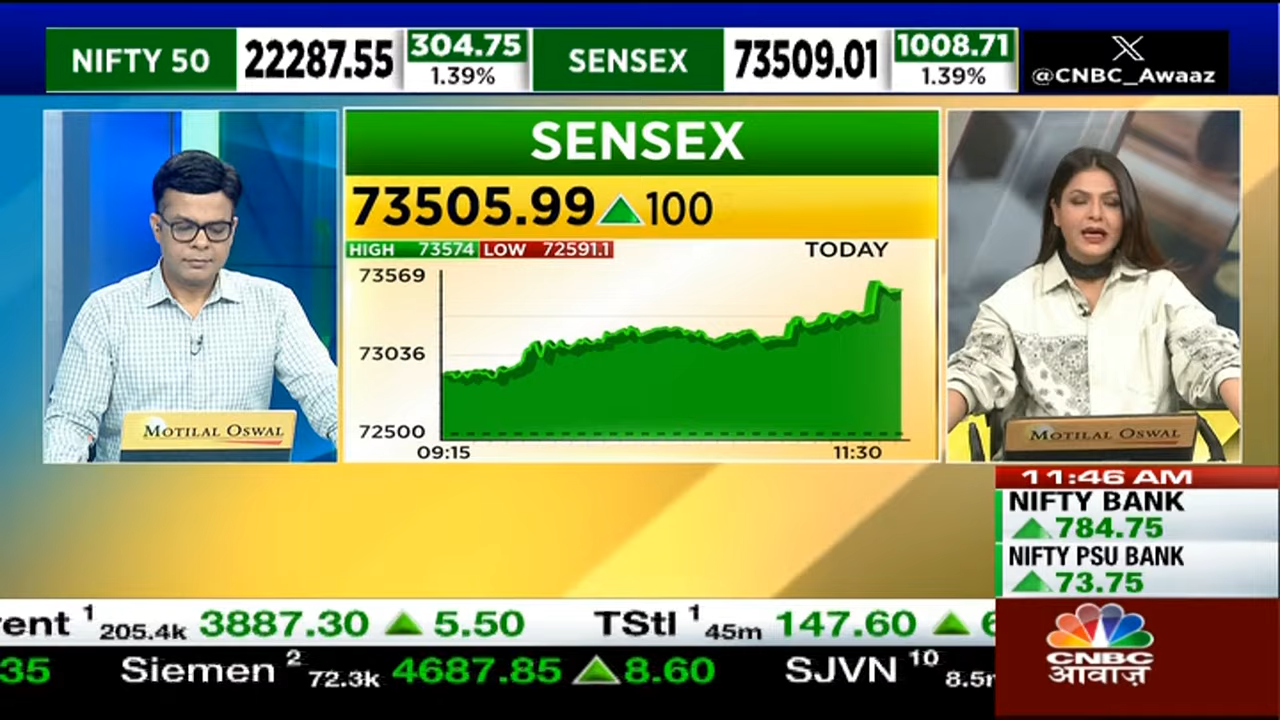 NIFTY 50 22287.55 304.75 1.39% SENSEX 73509.01 1008.71 1.39%
@CNBC_Awaaz
SENSEX
73505.99 ▲ 100
HIGH 73574 LOW 72591.1 TODAY
73569
73036
72500
09:15 11:30
MOTILAL OSWAL
MOTILAL OSWAL
11:46 AM
NIFTY BANK
▲ 784.75
NIFTY PSU BANK
▲ 73.75
rent 1 205.4k 3887.30 ▲ 5.50 TStl 1 45m 147.60 ▲ 6
35 Siemen 2 72.3k 4687.85 ▲ 8.60 SJVN 10 8.5
CNBC
आवाज़